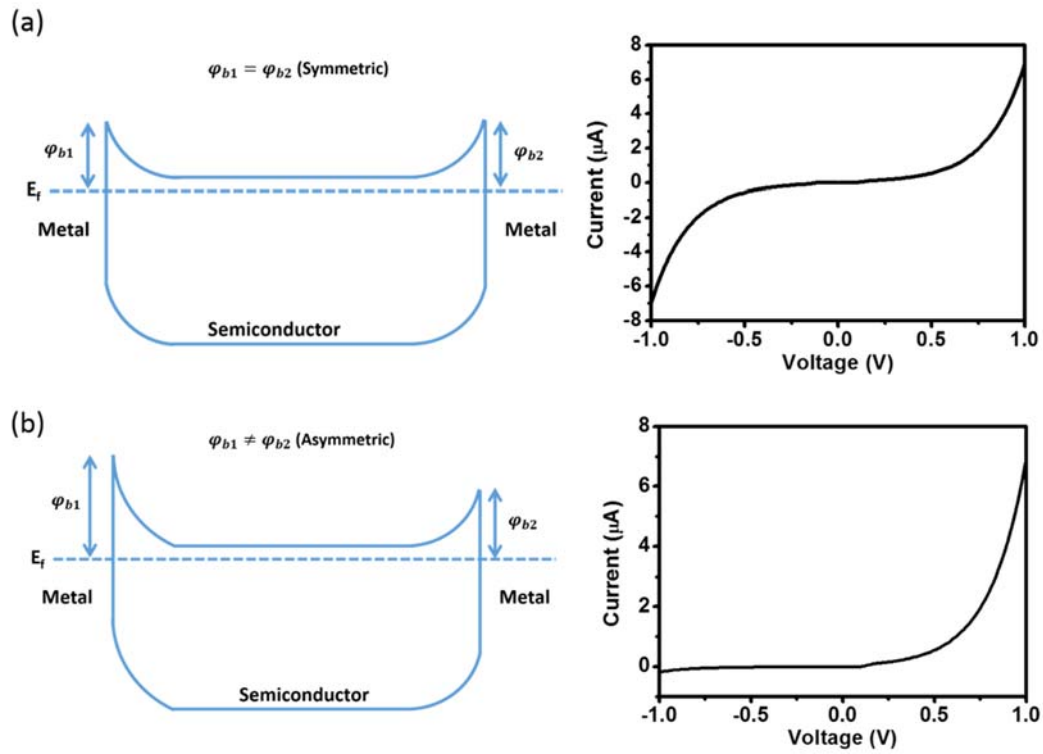 (a)
φb1 = φb2 (Symmetric)
φb1
φb2
Ef
Metal
Metal
Semiconductor
8
6
4
2
0
-2
-4
-6
-8
Current (μA)
-1.0 -0.5 0.0 0.5 1.0
Voltage (V)
(b)
φb1 ≠ φb2 (Asymmetric)
φb1
φb2
Ef
Metal
Metal
Semiconductor
8
6
4
2
0
Current (μA)
-1.0 -0.5 0.0 0.5 1.0
Voltage (V)